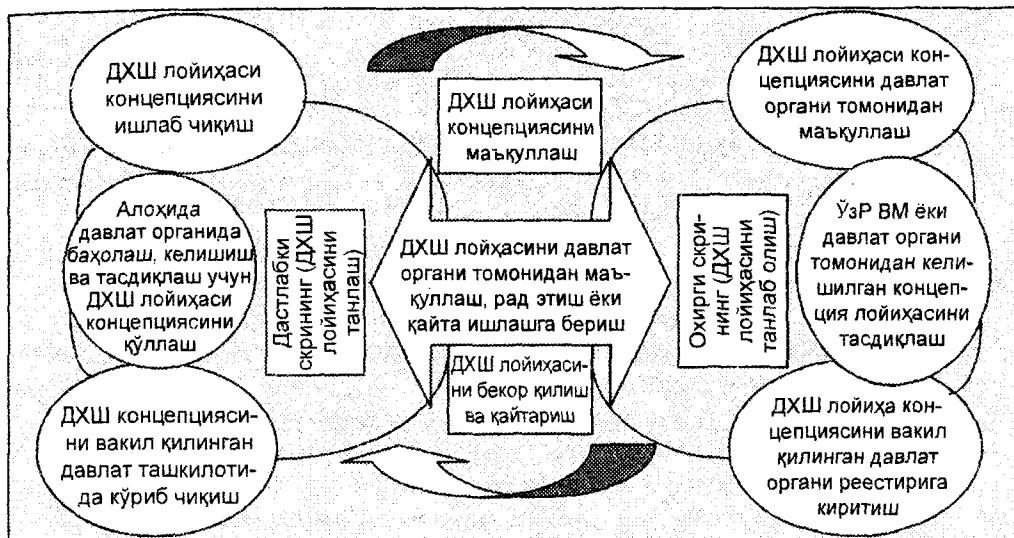 ДХШ лойиҳаси
концепциясини
ишлаб чиқиш
Алоҳида
давлат органида
баҳолаш, келишиш
ва тасдиқлаш учун
ДХШ лойиҳаси
концепциясини
қўллаш
ДХШ концепцияси-
ни вакил қилинган
давлат ташкилоти-
да кўриб чиқиш
Дастлабки
скрининг (ДХШ
лойиҳасини
танлаш)
ДХШ лойиҳаси
концепциясини
маъқуллаш
ДХШ лойҳасини давлат
органи томонидан маъ-
қуллаш, рад этиш ёки
қайта ишлашга бериш
ДХШ лойиҳаси-
ни бекор қилиш
ва қайтариш
Охирги скри-
нинг (ДХШ
лойиҳасини
танлаб олиш)
ДХШ лойиҳаси кон-
цепциясини давлат
органи томонидан
маъқуллаш
ЎзР ВМ ёки
давлат органи
томонидан кели-
шилган концеп-
ция лойиҳасини
тасдиқлаш
ДХШ лойиҳа кон-
цепциясини вакил
қилинган давлат
органи реестирига
киритиш